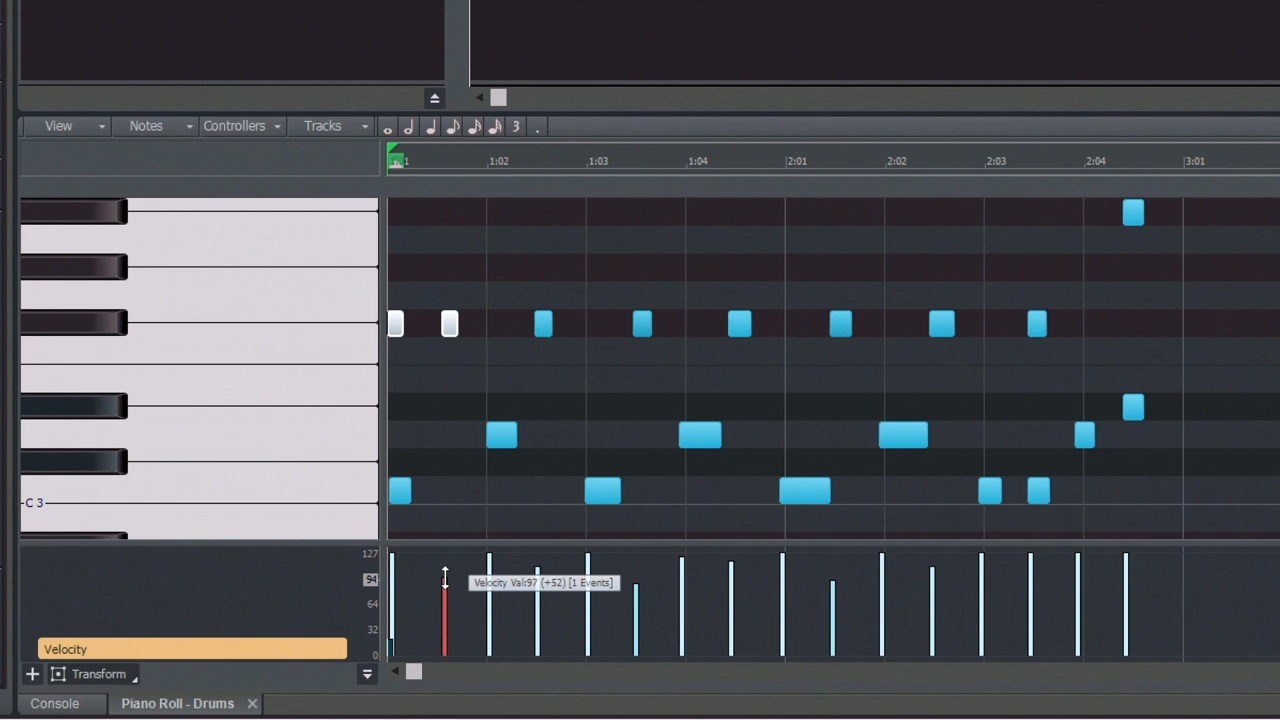 View Notes Controllers Tracks 3 .
1 1:02 1:03 1:04 2:01 2:02 2:03 2:04 3:01
C 3
127
94
Velocity Val:97 (+52) [1 Events]
64
32
Velocity
0
Transform
Console Piano Roll - Drums